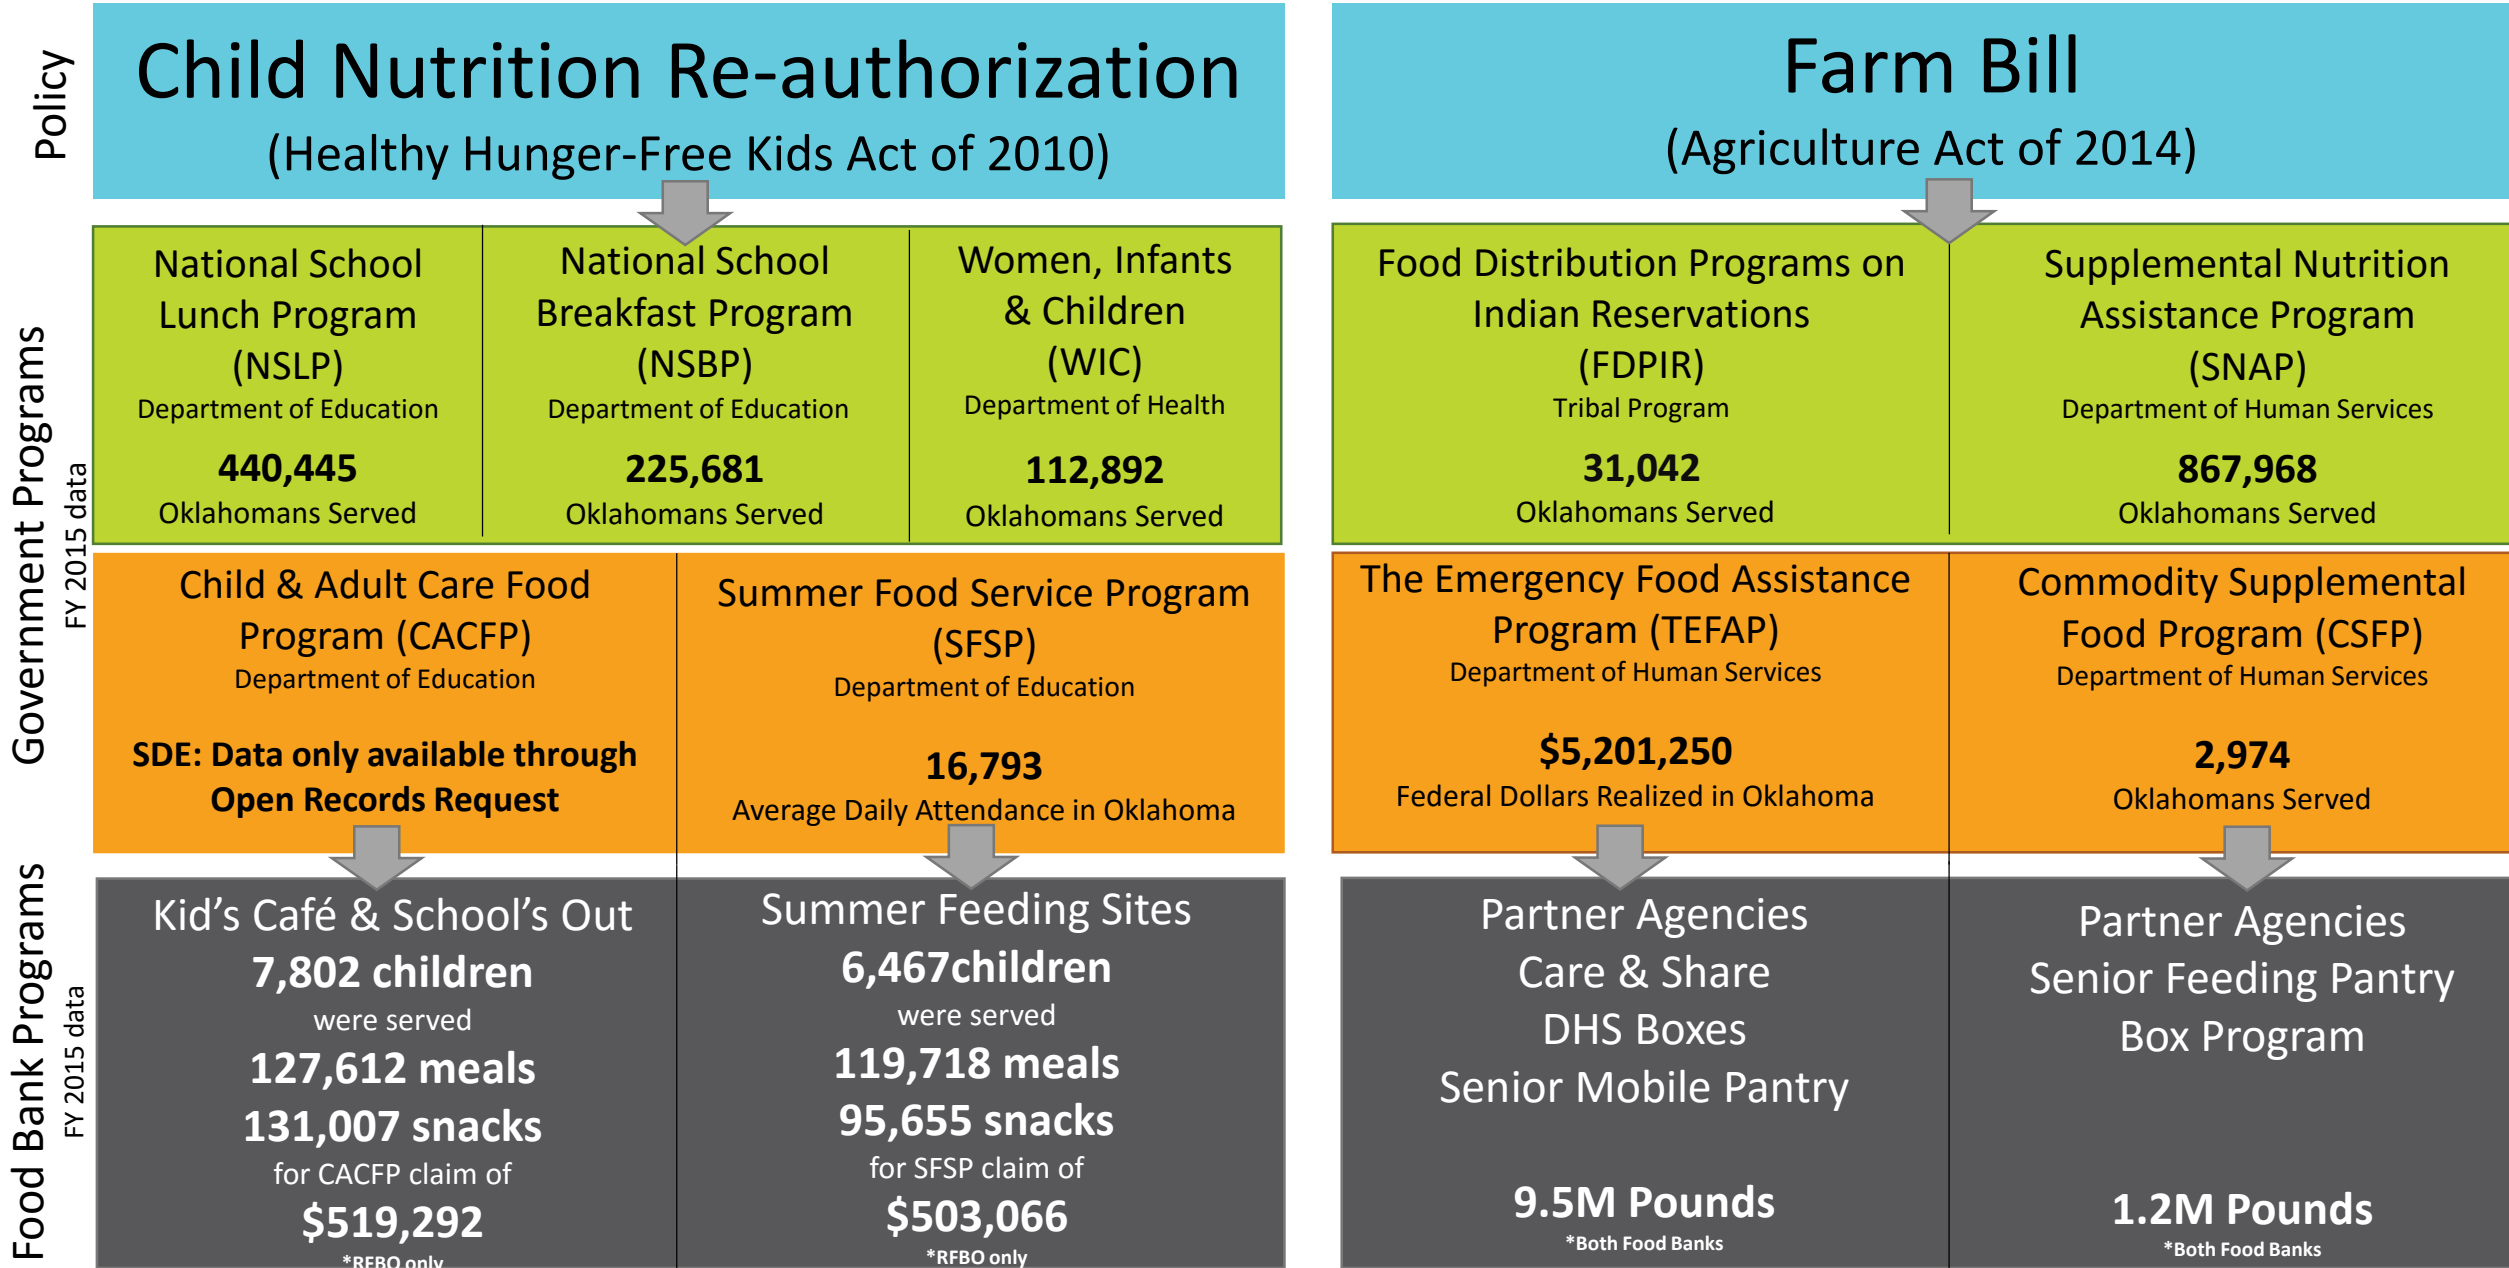 Policy
Child Nutrition Re-authorization
(Healthy Hunger-Free Kids Act of 2010)
Farm Bill
(Agriculture Act of 2014)
Government Programs
FY 2015 data
National School
Lunch Program
(NSLP)
Department of Education
440,445
Oklahomans Served
National School
Breakfast Program
(NSBP)
Department of Education
225,681
Oklahomans Served
Women, Infants
& Children
(WIC)
Department of Health
112,892
Oklahomans Served
Food Distribution Programs on
Indian Reservations
(FDPIR)
Tribal Program
31,042
Oklahomans Served
Supplemental Nutrition
Assistance Program
(SNAP)
Department of Human Services
867,968
Oklahomans Served
Child & Adult Care Food
Program (CACFP)
Department of Education
SDE: Data only available through
Open Records Request
Summer Food Service Program
(SFSP)
Department of Education
16,793
Average Daily Attendance in Oklahoma
The Emergency Food Assistance
Program (TEFAP)
Department of Human Services
$5,201,250
Federal Dollars Realized in Oklahoma
Commodity Supplemental
Food Program (CSFP)
Department of Human Services
2,974
Oklahomans Served
Food Bank Programs
FY 2015 data
Kid's Café & School's Out
7,802 children
were served
127,612 meals
131,007 snacks
for CACFP claim of
$519,292
*RFBO only
Summer Feeding Sites
6,467children
were served
119,718 meals
95,655 snacks
for SFSP claim of
$503,066
*RFBO only
Partner Agencies
Care & Share
DHS Boxes
Senior Mobile Pantry
9.5M Pounds
*Both Food Banks
Partner Agencies
Senior Feeding Pantry
Box Program
1.2M Pounds
*Both Food Banks